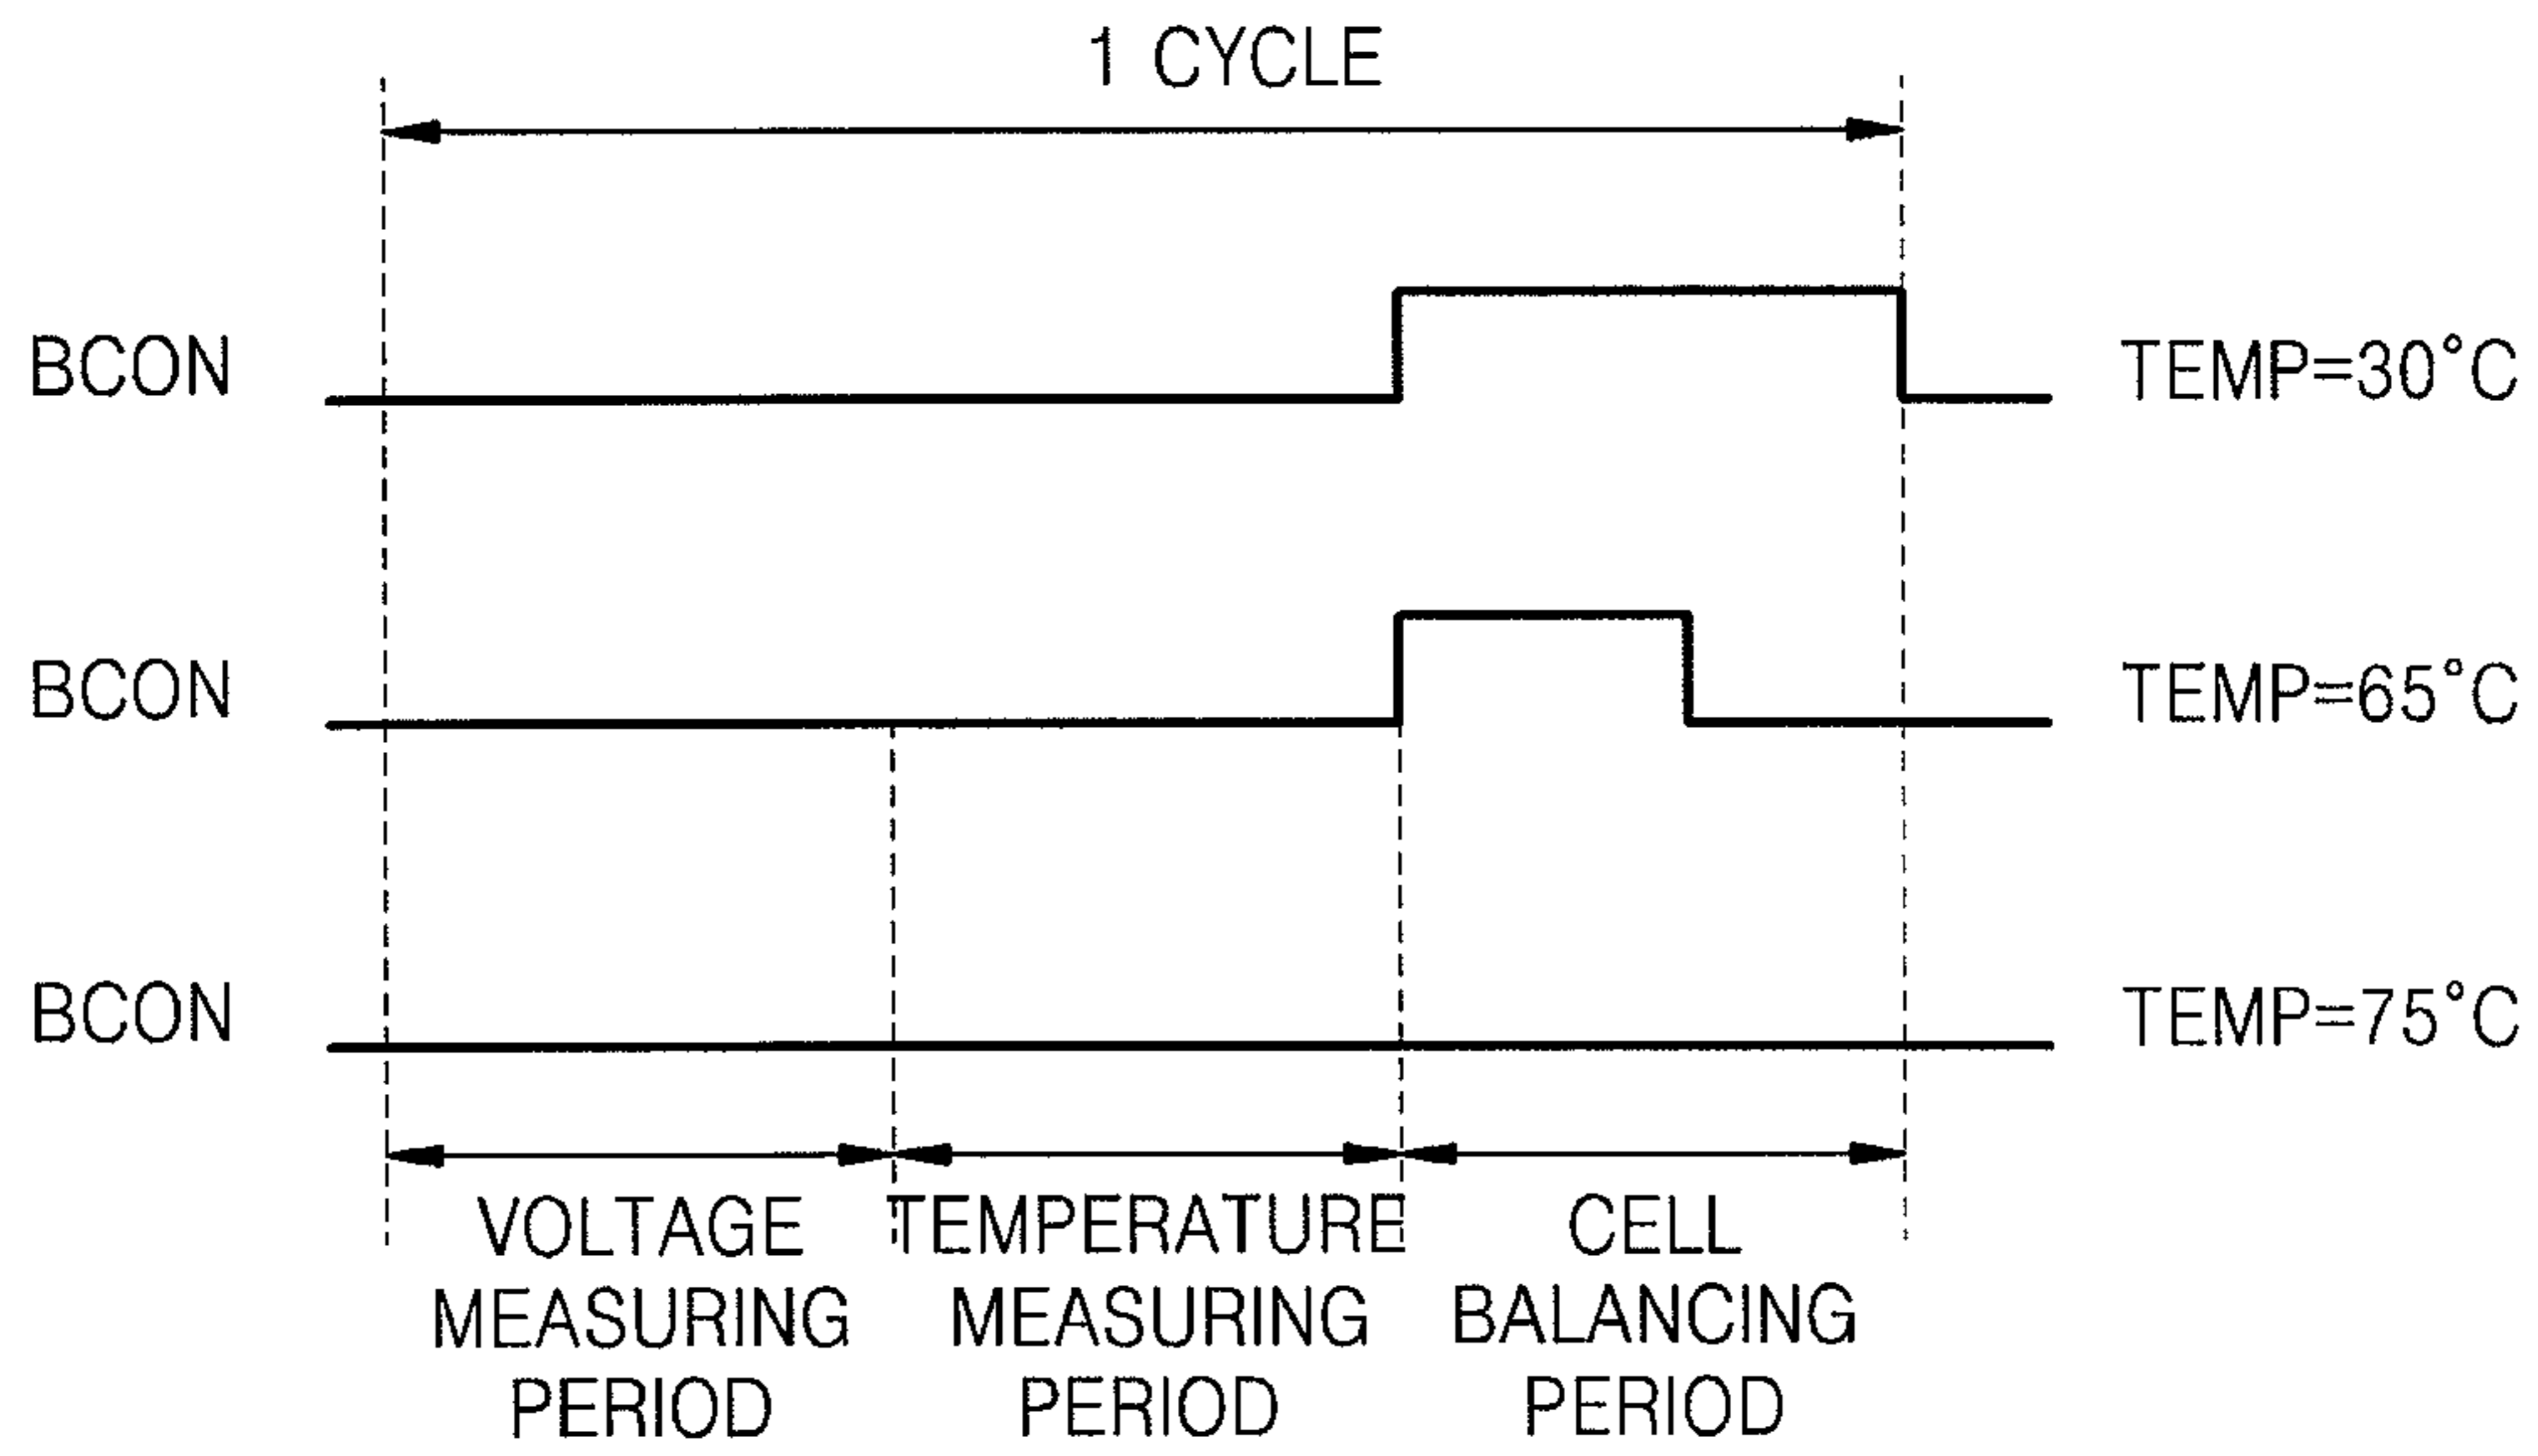 1 CYCLE
BCON TEMP=30°C
BCON TEMP=65°C
BCON TEMP=75°C
VOLTAGE MEASURING PERIOD
TEMPERATURE MEASURING PERIOD
CELL BALANCING PERIOD